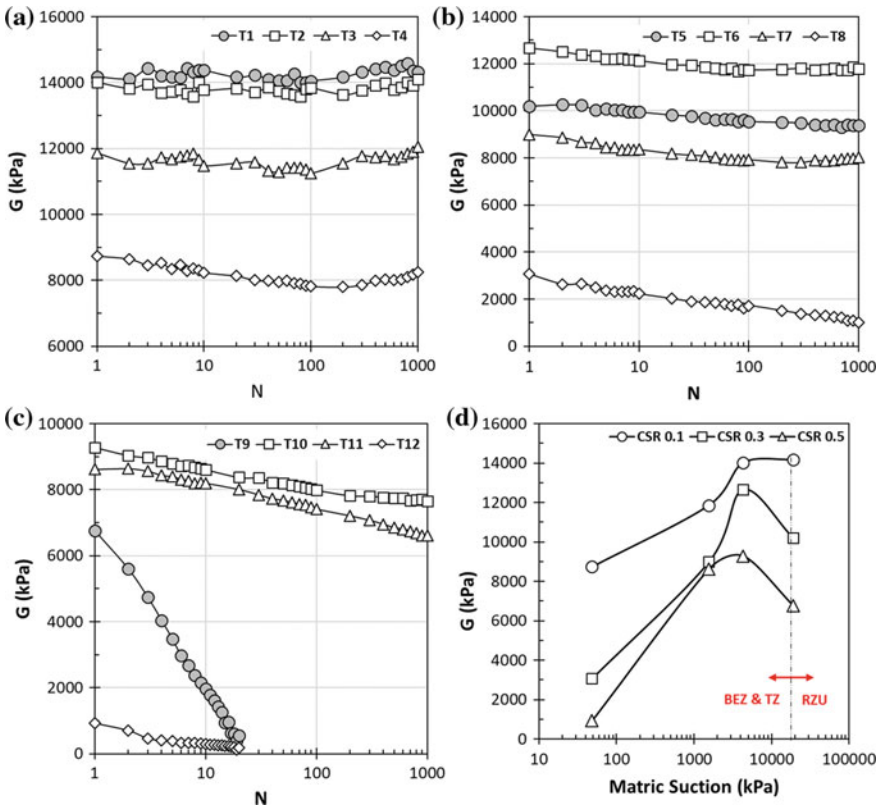 (a)
T1 T2 T3 T4
16000
14000
12000
10000
8000
6000
G (kPa)
1 10 100 1000
N
(b)
T5 T6 T7 T8
14000
12000
10000
8000
6000
4000
2000
0
G (kPa)
1 10 100 1000
N
(c)
T9 T10 T11 T12
10000
8000
6000
4000
2000
0
G (kPa)
1 10 100 1000
N
(d)
CSR 0.1 CSR 0.3 CSR 0.5
16000
14000
12000
10000
8000
6000
4000
2000
0
G (kPa)
BEZ & TZ RZU
10 100 1000 10000 100000
Matric Suction (kPa)